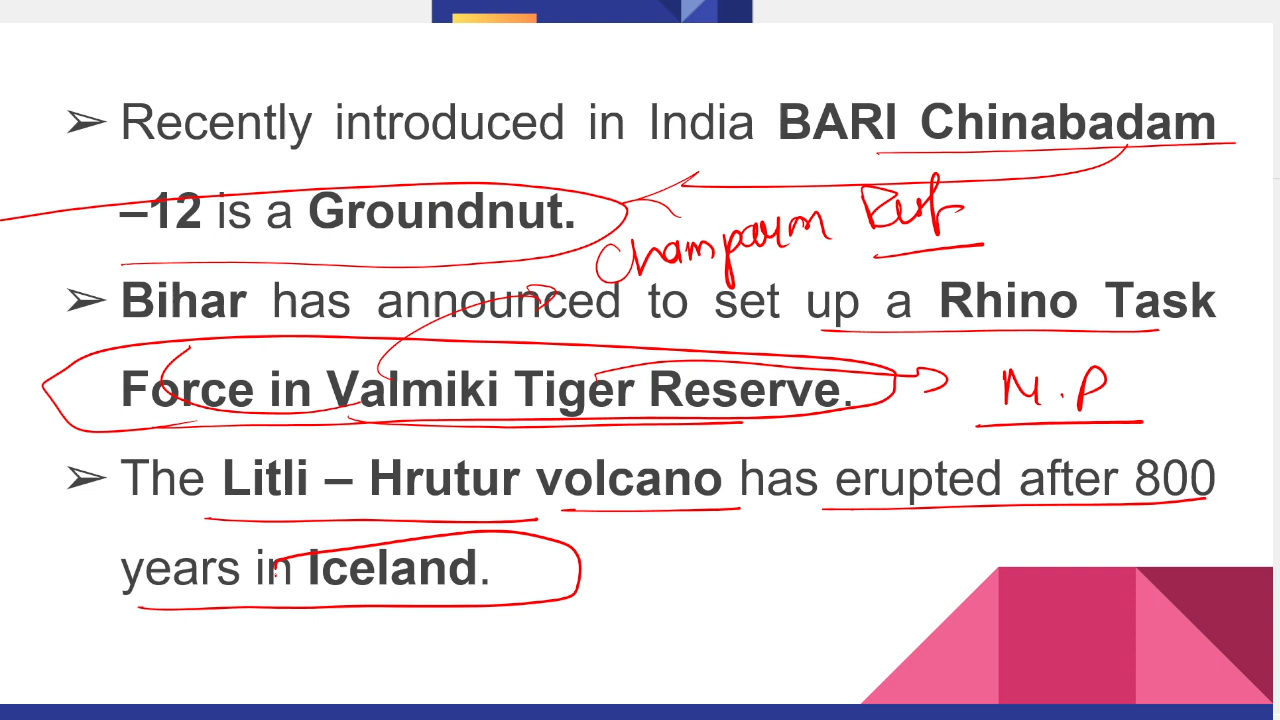 ➢ Recently introduced in India BARI Chinabadam
–12 is a Groundnut.
Champaran
➢ Bihar has announced to set up a Rhino Task
Force in Valmiki Tiger Reserve.
M.P
➢ The Litli – Hrutur volcano has erupted after 800
years in Iceland.